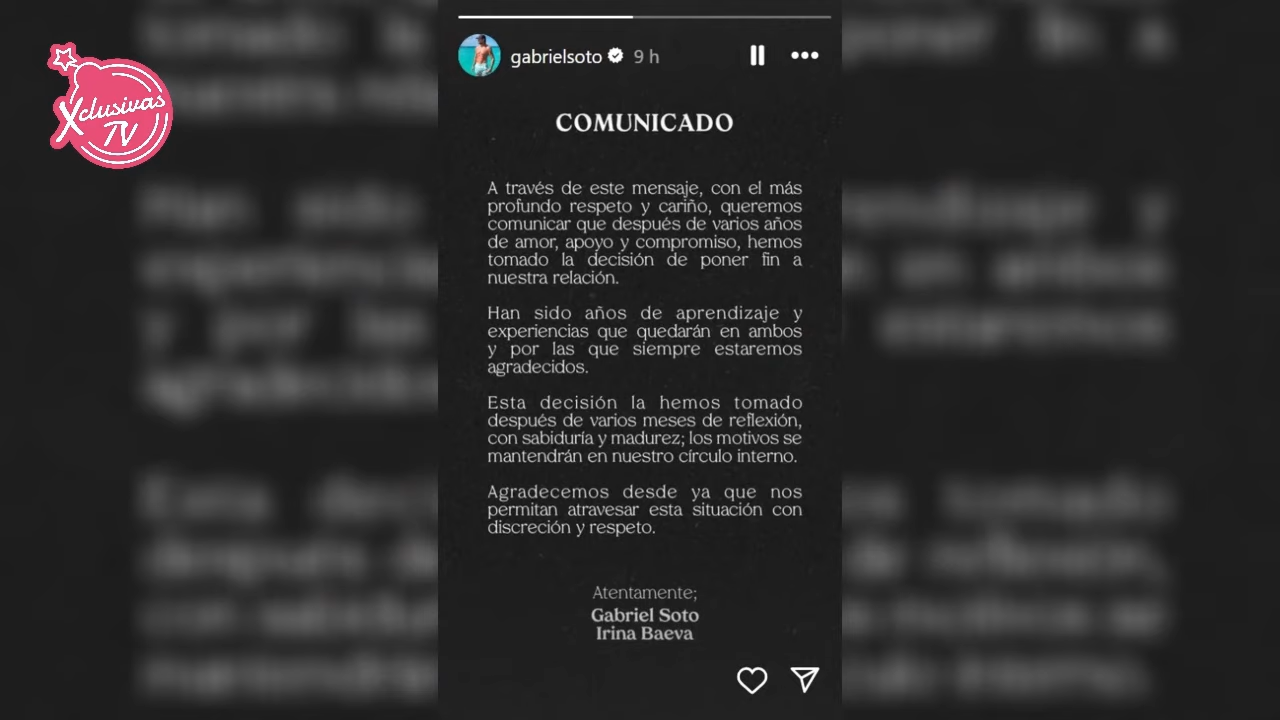 Xclusivas
TV
gabrielsoto 9 h
COMUNICADO
A través de este mensaje, con el más
profundo respeto y cariño, queremos
comunicar que después de varios años
de amor, apoyo y compromiso, hemos
tomado la decisión de poner fin a
nuestra relación.
Han sido años de aprendizaje y
experiencias que quedarán en ambos
y por las que siempre estaremos
agradecidos.
Esta decisión la hemos tomado
después de varios meses de reflexión,
con sabiduría y madurez; los motivos se
mantendrán en nuestro círculo interno.
Agradecemos desde ya que nos
permitan atravesar esta situación con
discreción y respeto.
Atentamente;
Gabriel Soto
Irina Baeva